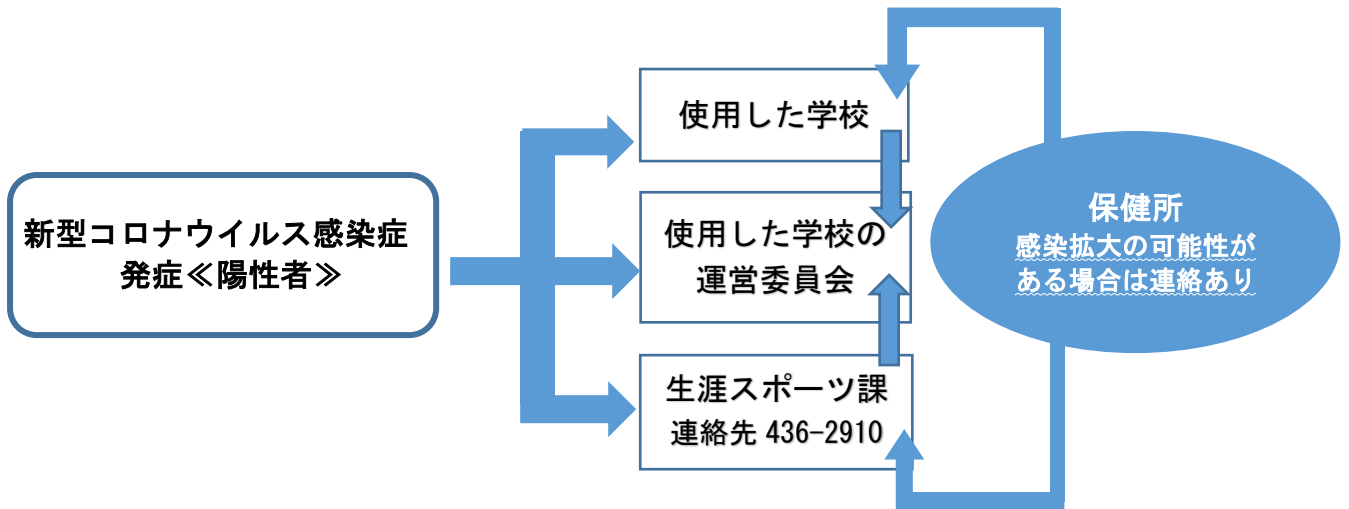 新型コロナウイルス感染症
発症≪陽性者≫
使用した学校
使用した学校の
運営委員会
生涯スポーツ課
連絡先 436-2910
保健所
感染拡大の可能性が
ある場合は連絡あり